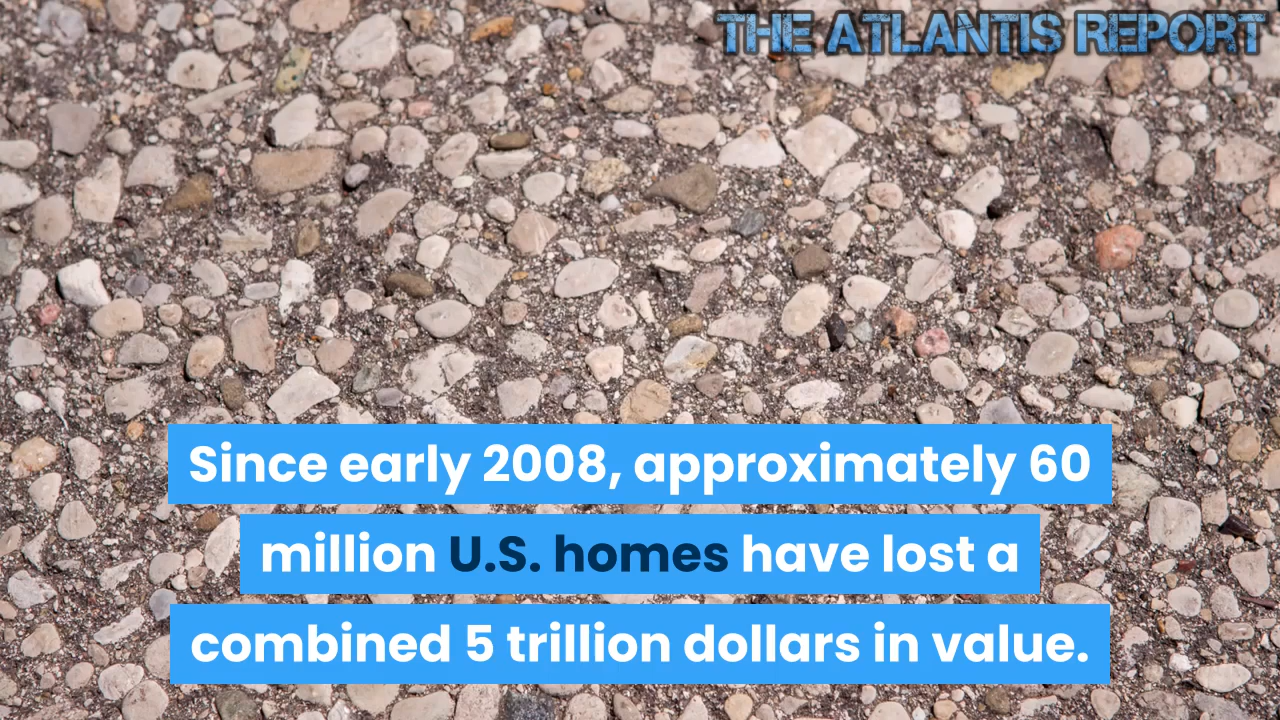 THE ATLANTIS REPORT
Since early 2008, approximately 60
million U.S. homes have lost a
combined 5 trillion dollars in value.